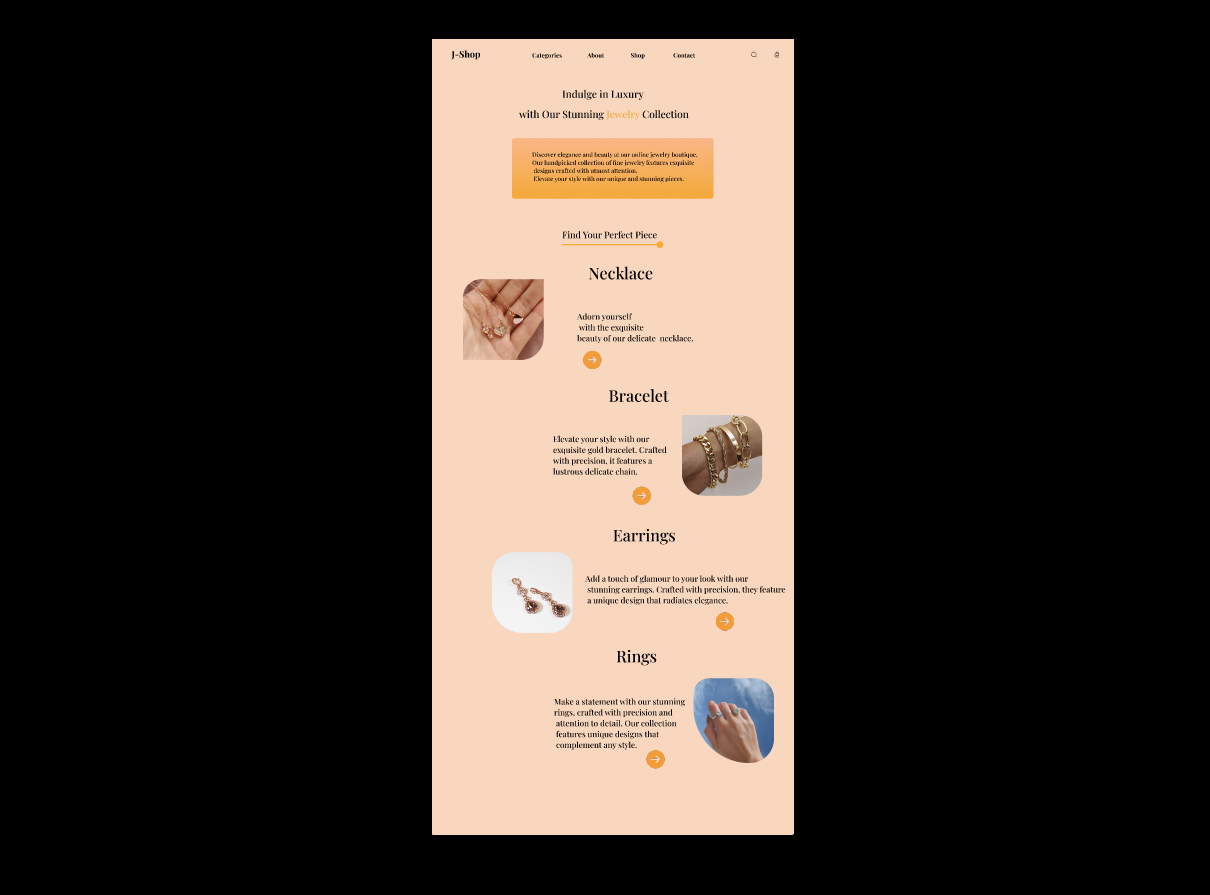 J-Shop
Categories
About
Shop
Contact
Indulge in Luxury
with Our Stunning Jewelry Collection
Discover elegance and beauty at our online jewelry boutique.
Our handpicked collection of fine jewelry features exquisite
designs crafted with utmost attention.
Elevate your style with our unique and stunning pieces.
Find Your Perfect Piece
Necklace
Adorn yourself
with the exquisite
beauty of our delicate necklace.
Bracelet
Elevate your style with our
exquisite gold bracelet. Crafted
with precision, it features a
lustrous delicate chain.
Earrings
Add a touch of glamour to your look with our
stunning earrings. Crafted with precision, they feature
a unique design that radiates elegance.
Rings
Make a statement with our stunning
rings, crafted with precision and
attention to detail. Our collection
features unique designs that
complement any style.